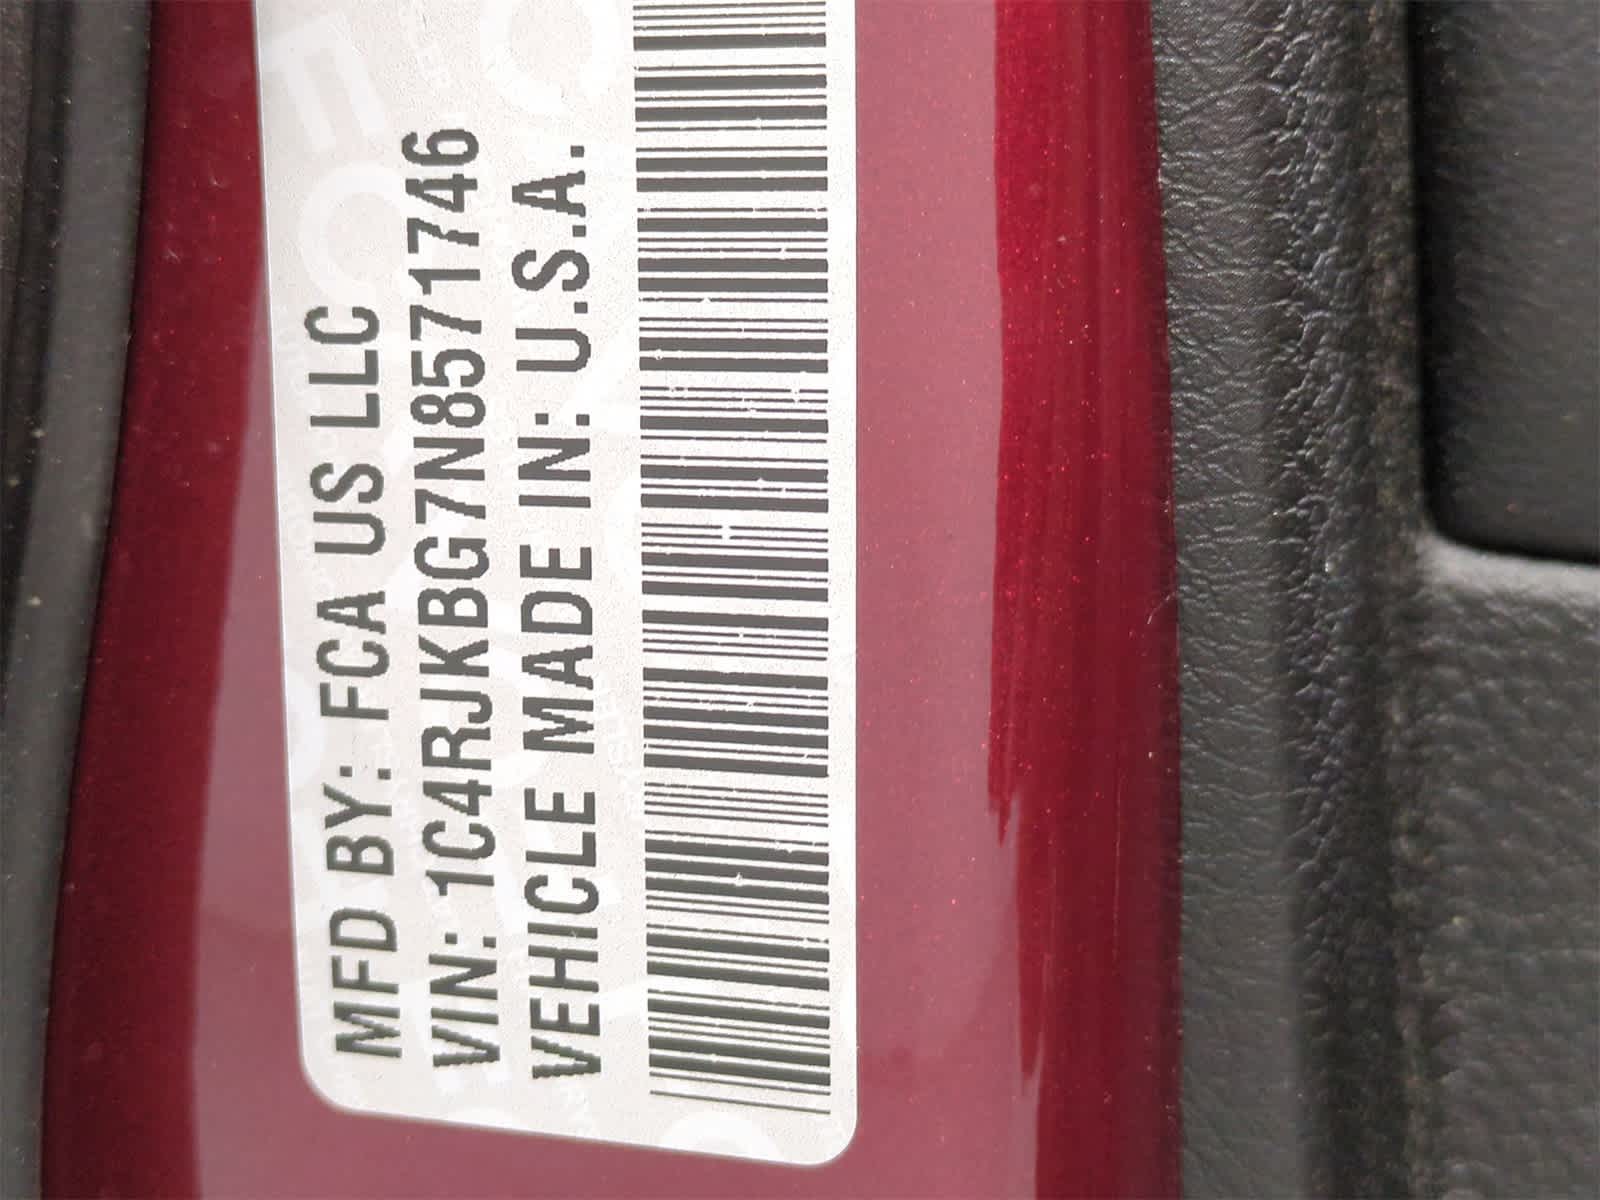 MFD BY: FCA US LLC
VIN: 1C4RJKBG7N8571746
VEHICLE MADE IN: U.S.A.